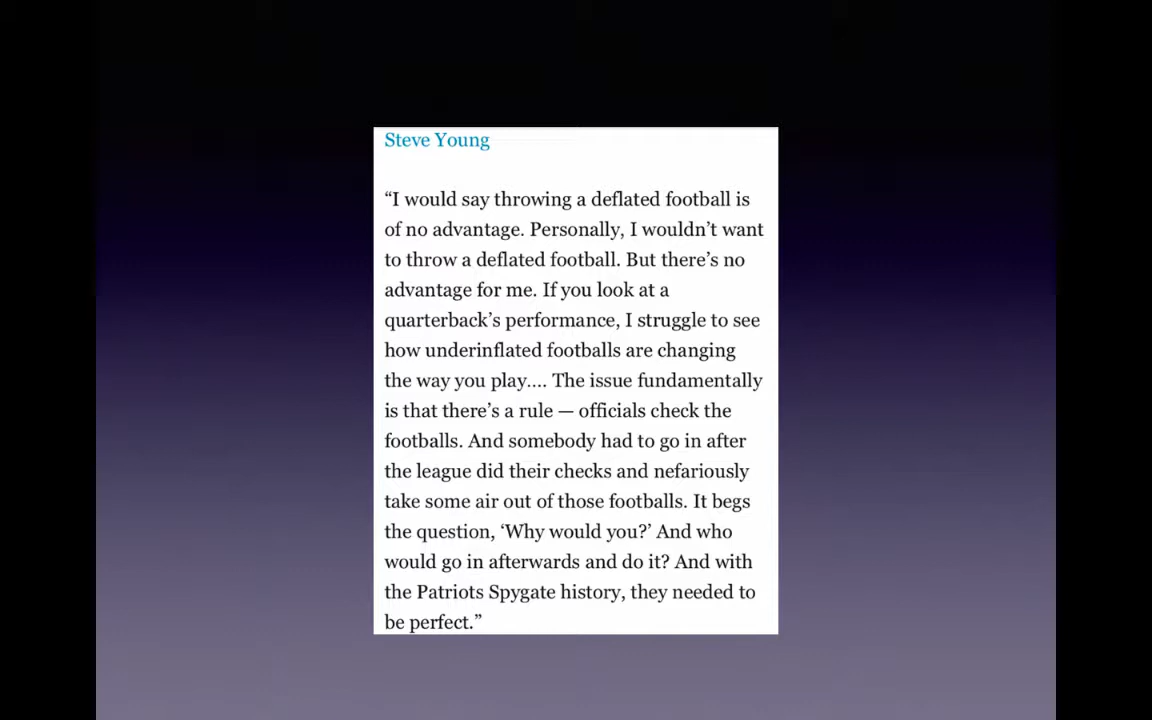 Steve Young
“I would say throwing a deflated football is
of no advantage. Personally, I wouldn’t want
to throw a deflated football. But there’s no
advantage for me. If you look at a
quarterback’s performance, I struggle to see
how underinflated footballs are changing
the way you play.... The issue fundamentally
is that there’s a rule — officials check the
footballs. And somebody had to go in after
the league did their checks and nefariously
take some air out of those footballs. It begs
the question, ‘Why would you?’ And who
would go in afterwards and do it? And with
the Patriots Spygate history, they needed to
be perfect.”